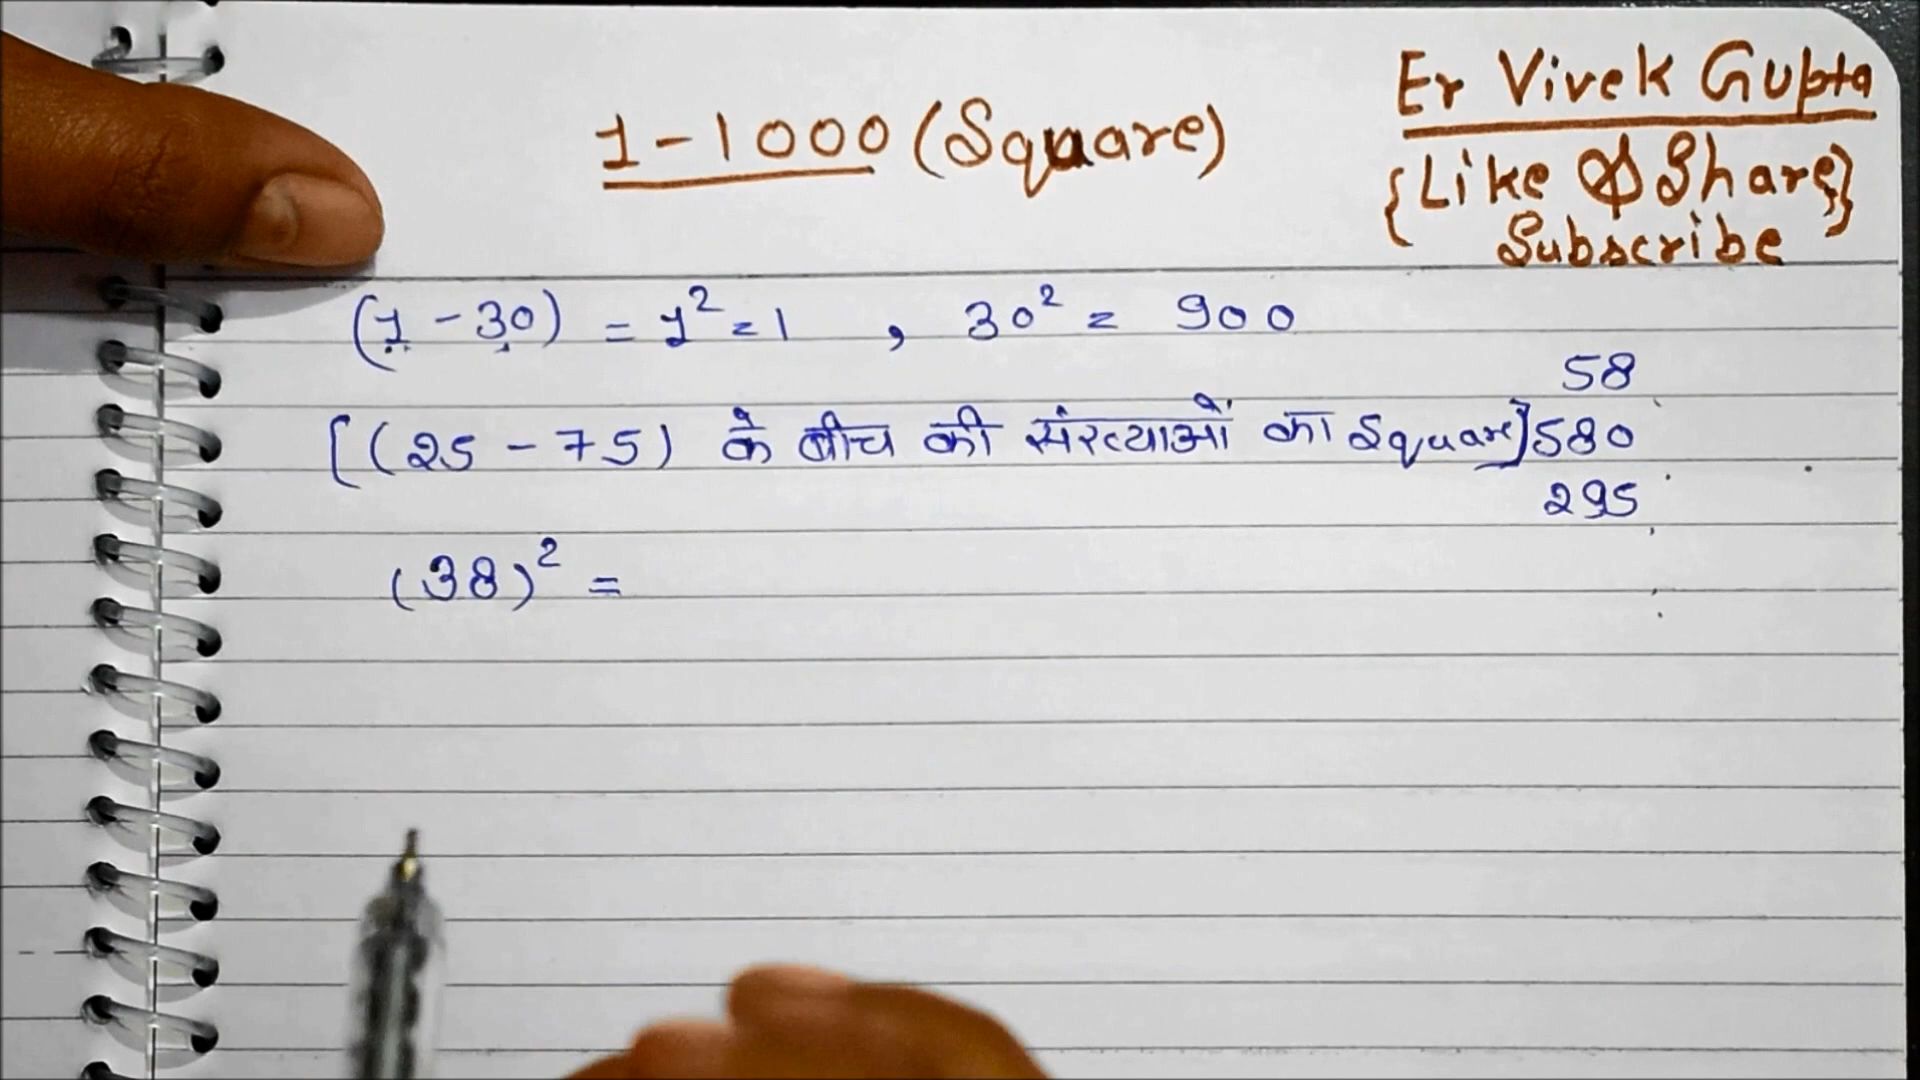 1-1000 (Square)
Er Vivek Gupta
{Like & Share}
Subscribe
(1-30) = 1² = 1 , 30² = 900
58
[(25-75) के बीच की संख्याओं का Square]
580
295
(38)² =